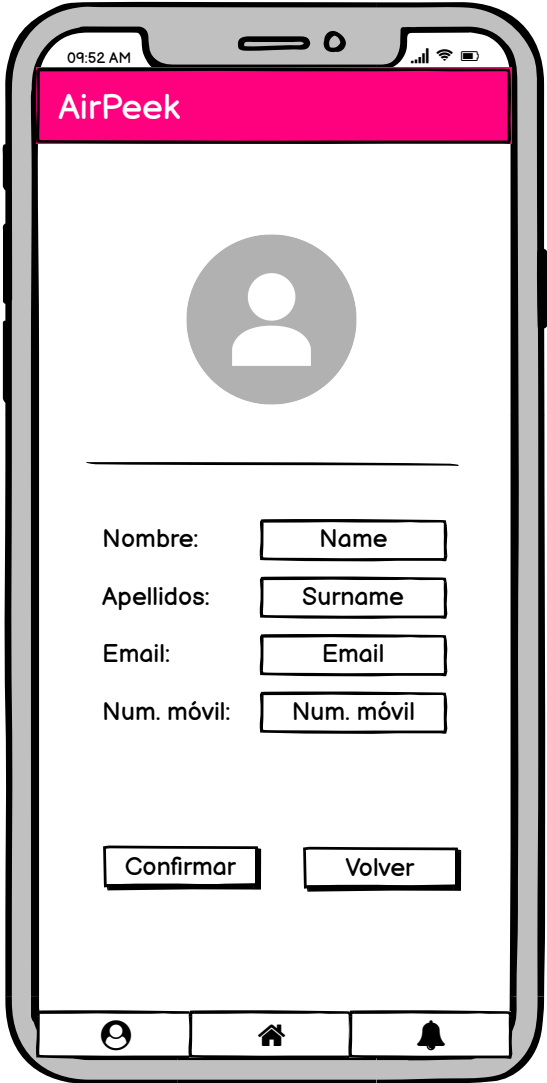 09:52 AM
AirPeek
Nombre: Name
Apellidos: Surname
Email: Email
Num. móvil: Num. móvil
Confirmar Volver